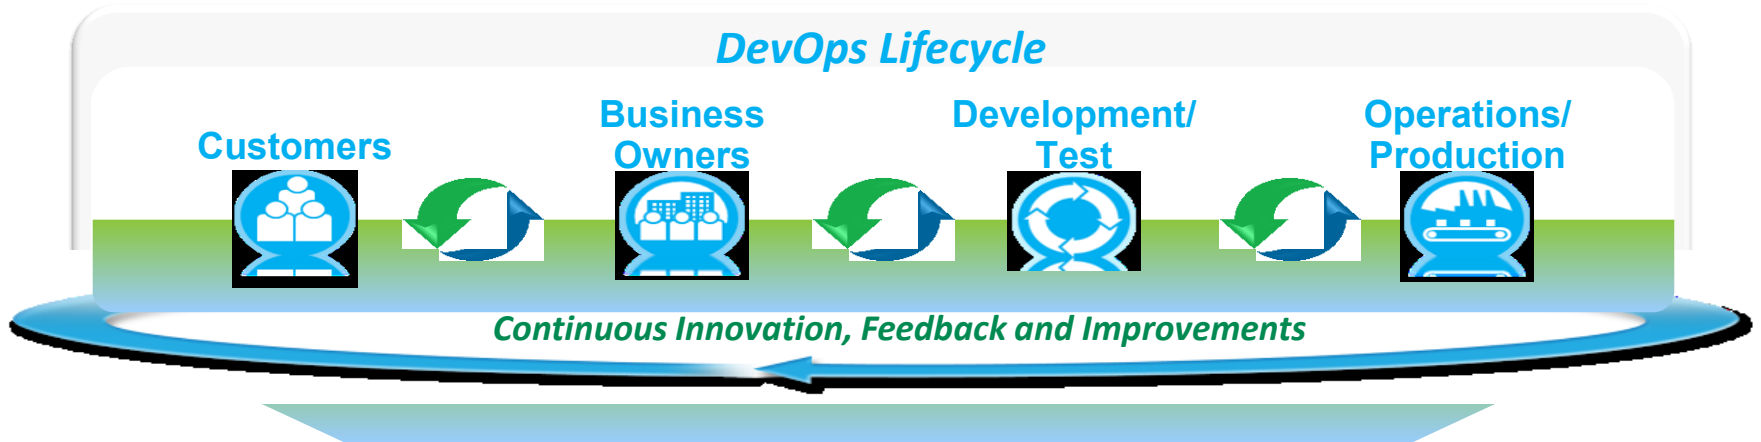 DevOps Lifecycle
Customers
Business
Owners
Development/
Test
Operations/
Production
Continuous Innovation, Feedback and Improvements